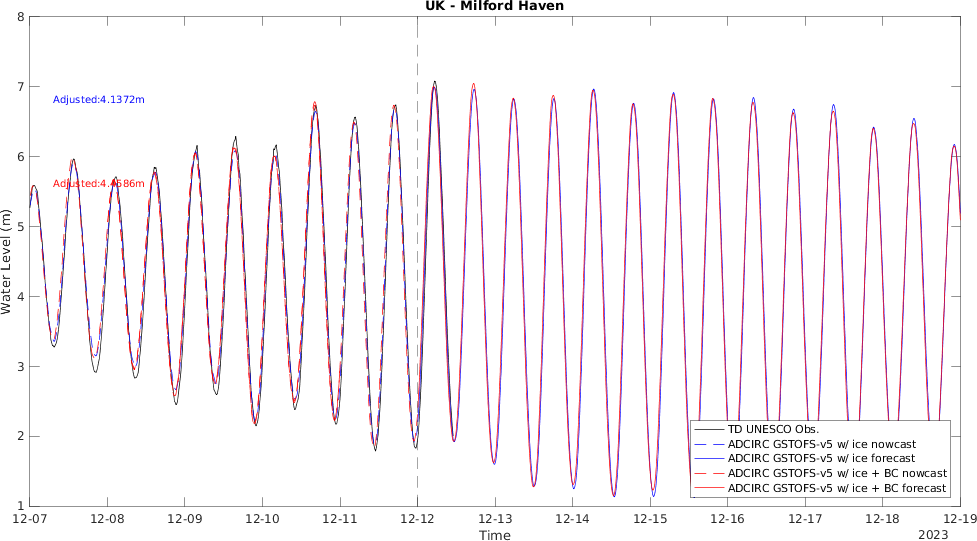 UK - Milford Haven
8
7
6
5
4
3
2
1
Water Level (m)
Adjusted:4.1372m
Adjusted:4.4586m
TD UNESCO Obs.
ADCIRC GSTOFS-v5 w/ ice nowcast
ADCIRC GSTOFS-v5 w/ ice forecast
ADCIRC GSTOFS-v5 w/ ice + BC nowcast
ADCIRC GSTOFS-v5 w/ ice + BC forecast
12-07 12-08 12-09 12-10 12-11 12-12 12-13 12-14 12-15 12-16 12-17 12-18 12-19
Time
2023